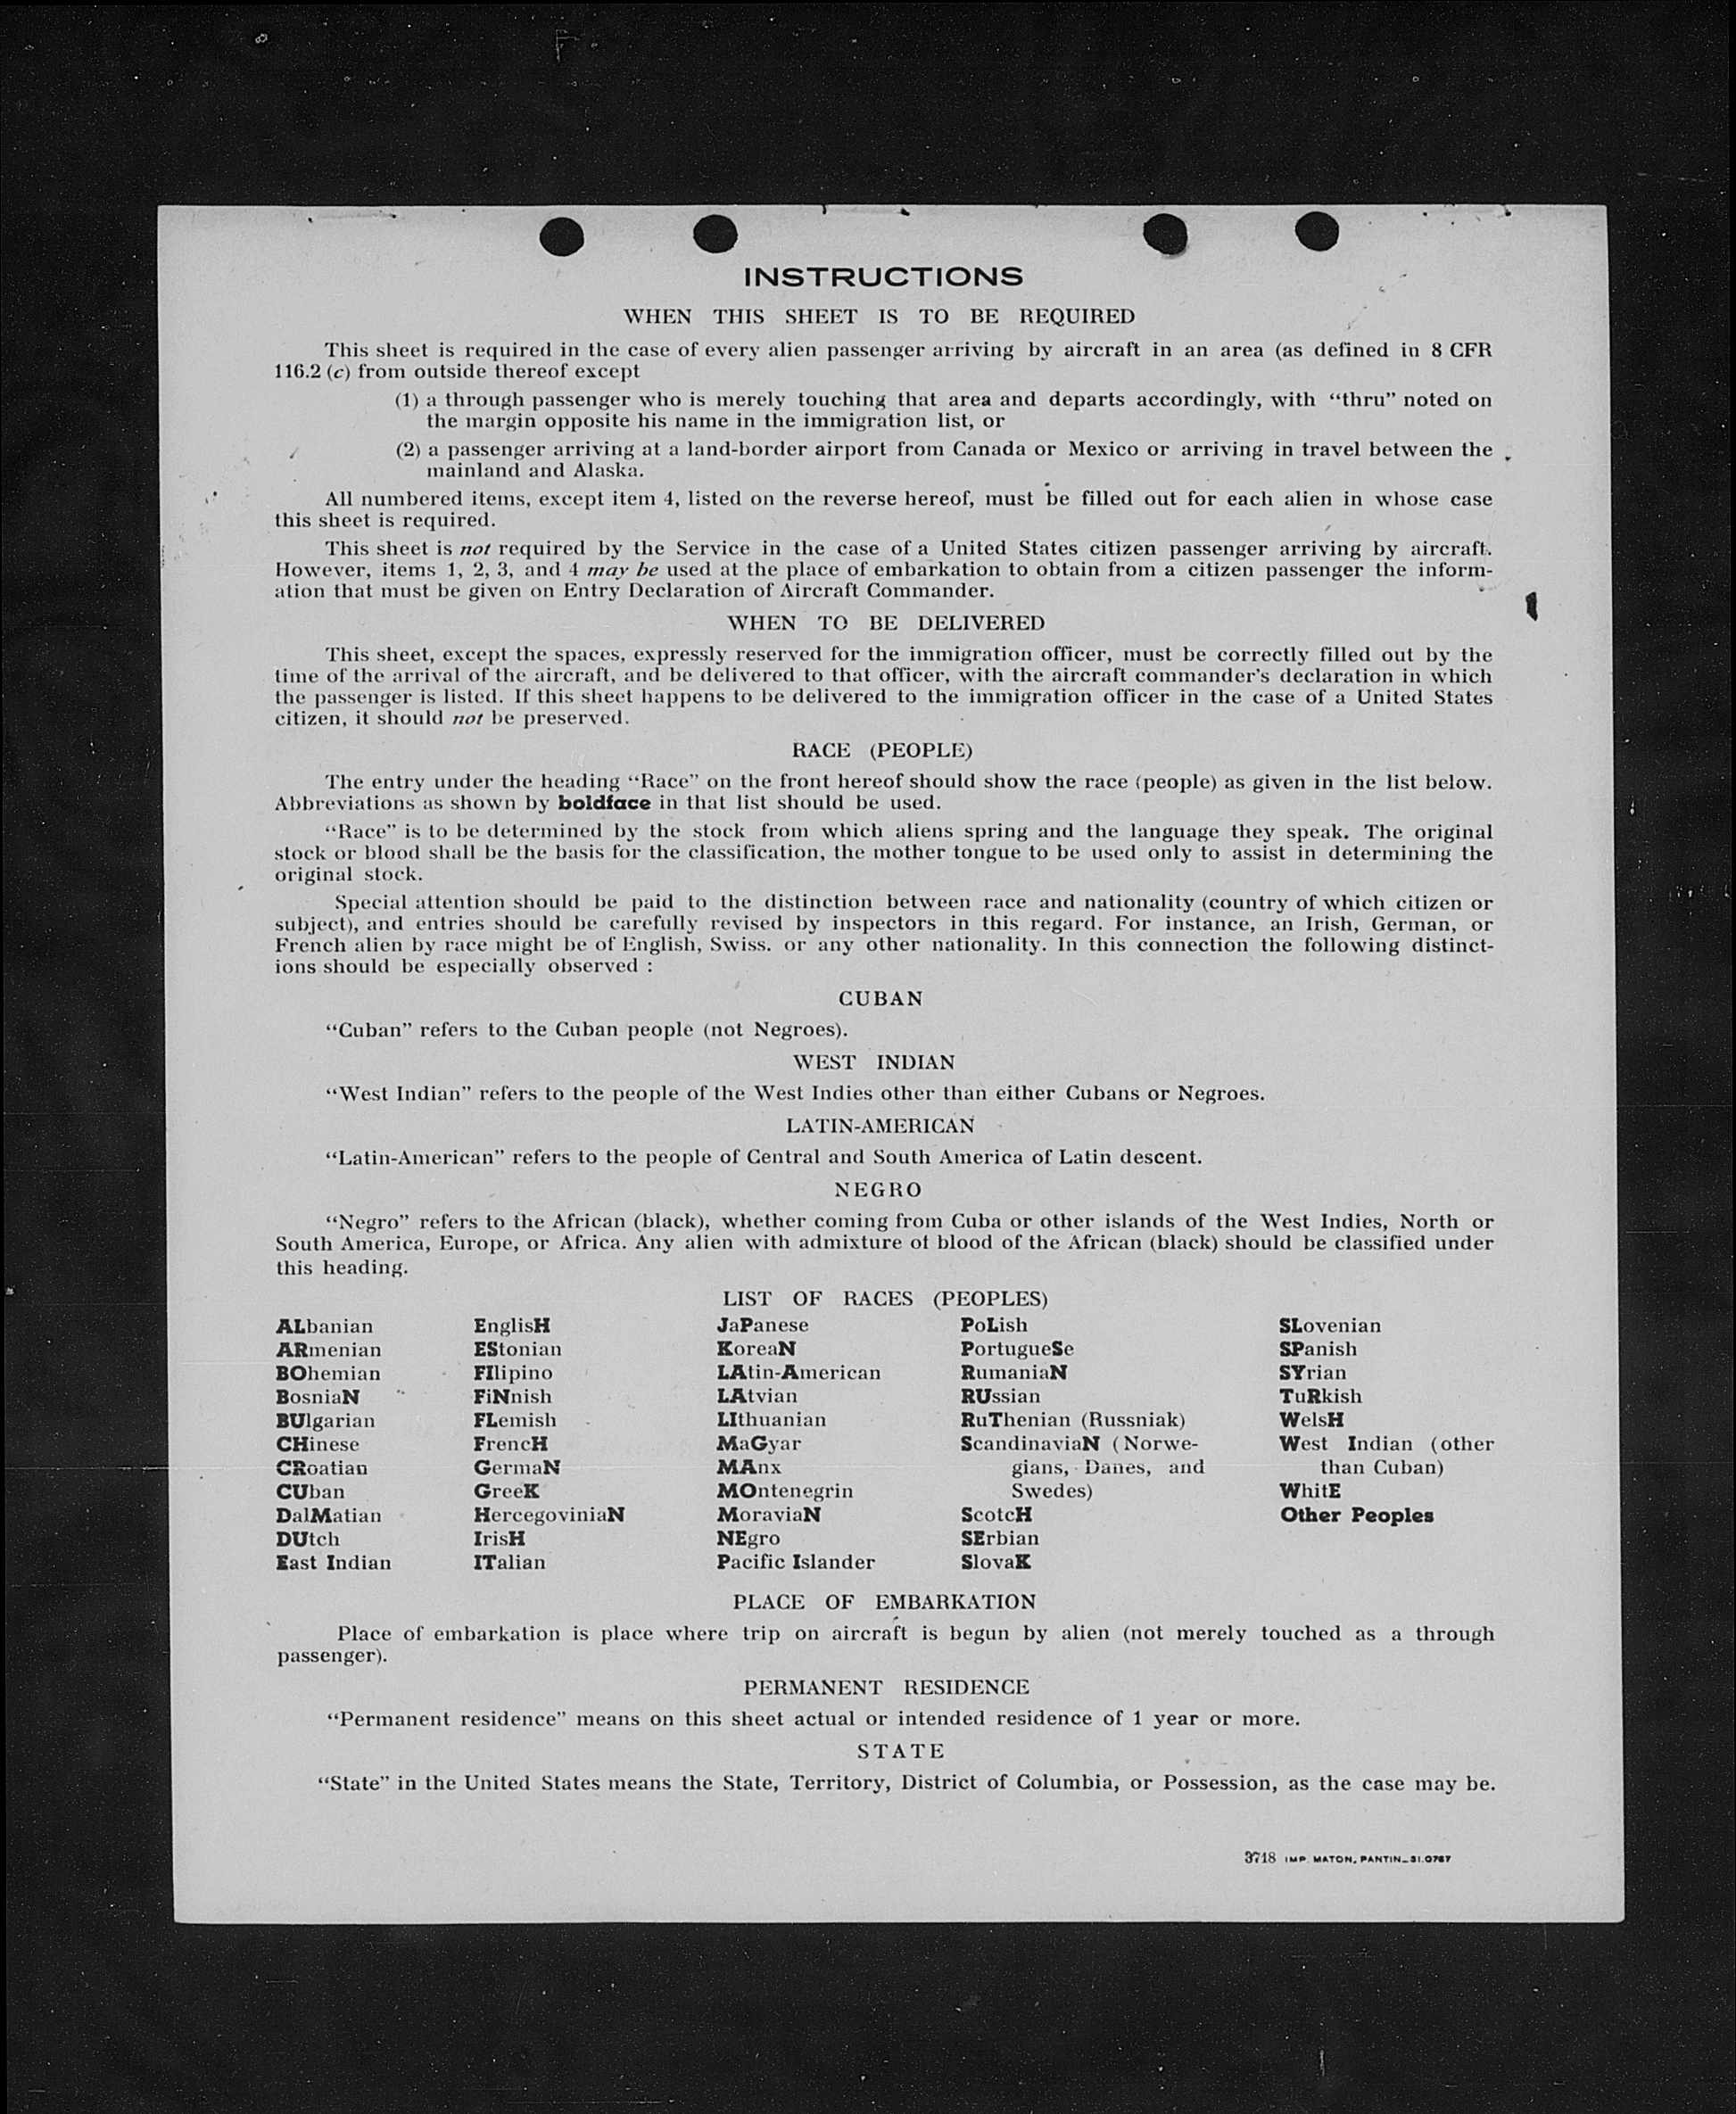 INSTRUCTIONS
WHEN THIS SHEET IS TO BE REQUIRED
This sheet is required in the case of every alien passenger arriving by aircraft in an area (as defined in 8 CFR
116.2 (c) from outside thereof except
(1) a through passenger who is merely touching that area and departs accordingly, with “thru” noted on
the margin opposite his name in the immigration list, or
(2) a passenger arriving at a land-border airport from Canada or Mexico or arriving in travel between the
mainland and Alaska.
All numbered items, except item 4, listed on the reverse hereof, must be filled out for each alien in whose case
this sheet is required.
This sheet is not required by the Service in the case of a United States citizen passenger arriving by aircraft.
However, items 1, 2, 3, and 4 may be used at the place of embarkation to obtain from a citizen passenger the inform-
ation that must be given on Entry Declaration of Aircraft Commander.
WHEN TO BE DELIVERED
This sheet, except the spaces, expressly reserved for the immigration officer, must be correctly filled out by the
time of the arrival of the aircraft, and be delivered to that officer, with the aircraft commander's declaration in which
the passenger is listed. If this sheet happens to be delivered to the immigration officer in the case of a United States
citizen, it should not be preserved.
RACE (PEOPLE)
The entry under the heading “Race” on the front hereof should show the race (people) as given in the list below.
Abbreviations as shown by boldface in that list should be used.
“Race” is to be determined by the stock from which aliens spring and the language they speak. The original
stock or blood shall be the basis for the classification, the mother tongue to be used only to assist in determining the
original stock.
Special attention should be paid to the distinction between race and nationality (country of which citizen or
subject), and entries should be carefully revised by inspectors in this regard. For instance, an Irish, German, or
French alien by race might be of English, Swiss. or any other nationality. In this connection the following distinct-
ions should be especially observed :
CUBAN
“Cuban” refers to the Cuban people (not Negroes).
WEST INDIAN
“West Indian” refers to the people of the West Indies other than either Cubans or Negroes.
LATIN-AMERICAN
“Latin-American” refers to the people of Central and South America of Latin descent.
NEGRO
“Negro” refers to the African (black), whether coming from Cuba or other islands of the West Indies, North or
South America, Europe, or Africa. Any alien with admixture of blood of the African (black) should be classified under
this heading.
LIST OF RACES (PEOPLES)
ALbanian
ARmenian
BOhemian
BosniaN
BUlgarian
CHinese
CRoatian
CUban
DalMatian
DUtch
East Indian
EnglisH
EStonian
FIlipino
FiNnish
FLemish
FrencH
GermaN
GreeK
HercegoviniaN
IrisH
ITalian
JaPanese
KoreaN
LAtin-American
LAtvian
LIthuanian
MaGyar
MAnx
MOntenegrin
MoraviaN
NEgro
Pacific Islander
PoLish
PortugueSe
RumaniaN
RUssian
RuThenian (Russniak)
ScandinaviaN (Norwe-
gians, Danes, and
Swedes)
ScotcH
SErbian
SlovaK
SLovenian
SPanish
SYrian
TuRkish
WelsH
West Indian (other
than Cuban)
WhitE
Other Peoples
PLACE OF EMBARKATION
Place of embarkation is place where trip on aircraft is begun by alien (not merely touched as a through
passenger).
PERMANENT RESIDENCE
“Permanent residence” means on this sheet actual or intended residence of 1 year or more.
STATE
“State” in the United States means the State, Territory, District of Columbia, or Possession, as the case may be.
3718 IMP. MATON, PANTIN_31.0767